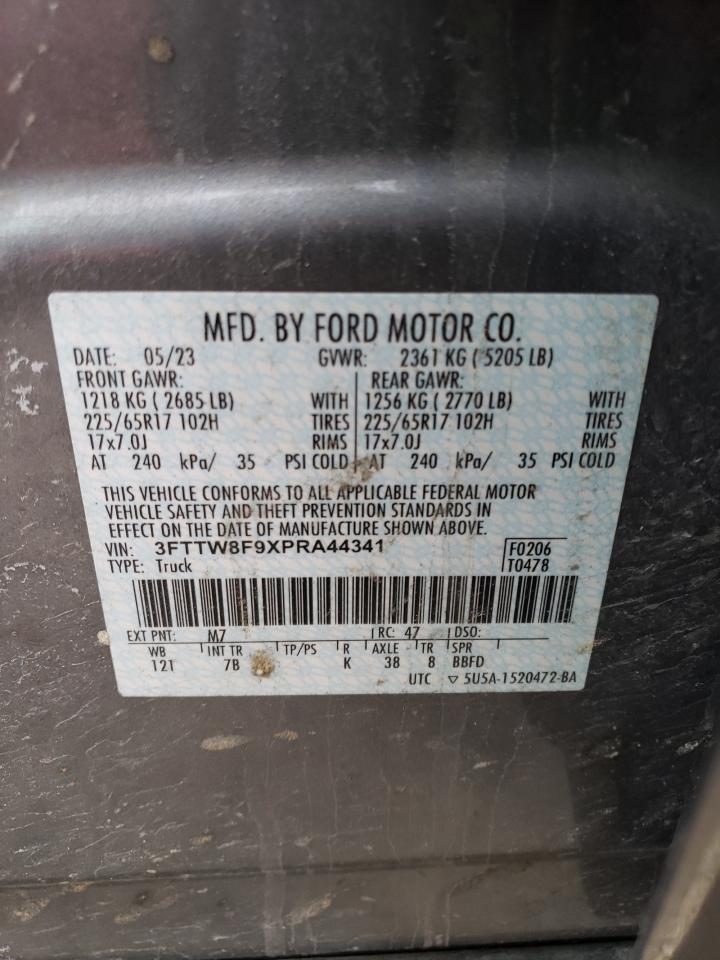 MFD. BY FORD MOTOR CO.
DATE: 05/23 GVWR: 2361 KG ( 5205 LB)
FRONT GAWR: REAR GAWR:
1218 KG ( 2685 LB) WITH 1256 KG ( 2770 LB) WITH
225/65R17 102H TIRES 225/65R17 102H TIRES
17x7.0J RIMS 17x7.0J RIMS
AT 240 kPa/ 35 PSI COLD AT 240 kPa/ 35 PSI COLD
THIS VEHICLE CONFORMS TO ALL APPLICABLE FEDERAL MOTOR
VEHICLE SAFETY AND THEFT PREVENTION STANDARDS IN
EFFECT ON THE DATE OF MANUFACTURE SHOWN ABOVE.
VIN: 3FTTW8F9XPRA44341 F0206
TYPE: Truck T0478
EXT PNT: M7 RC: 47 DSO:
WB INT TR TP/PS R AXLE TR SPR
121 7B K 38 8 BBFD
UTC ▽ 5U5A-1520472-BA